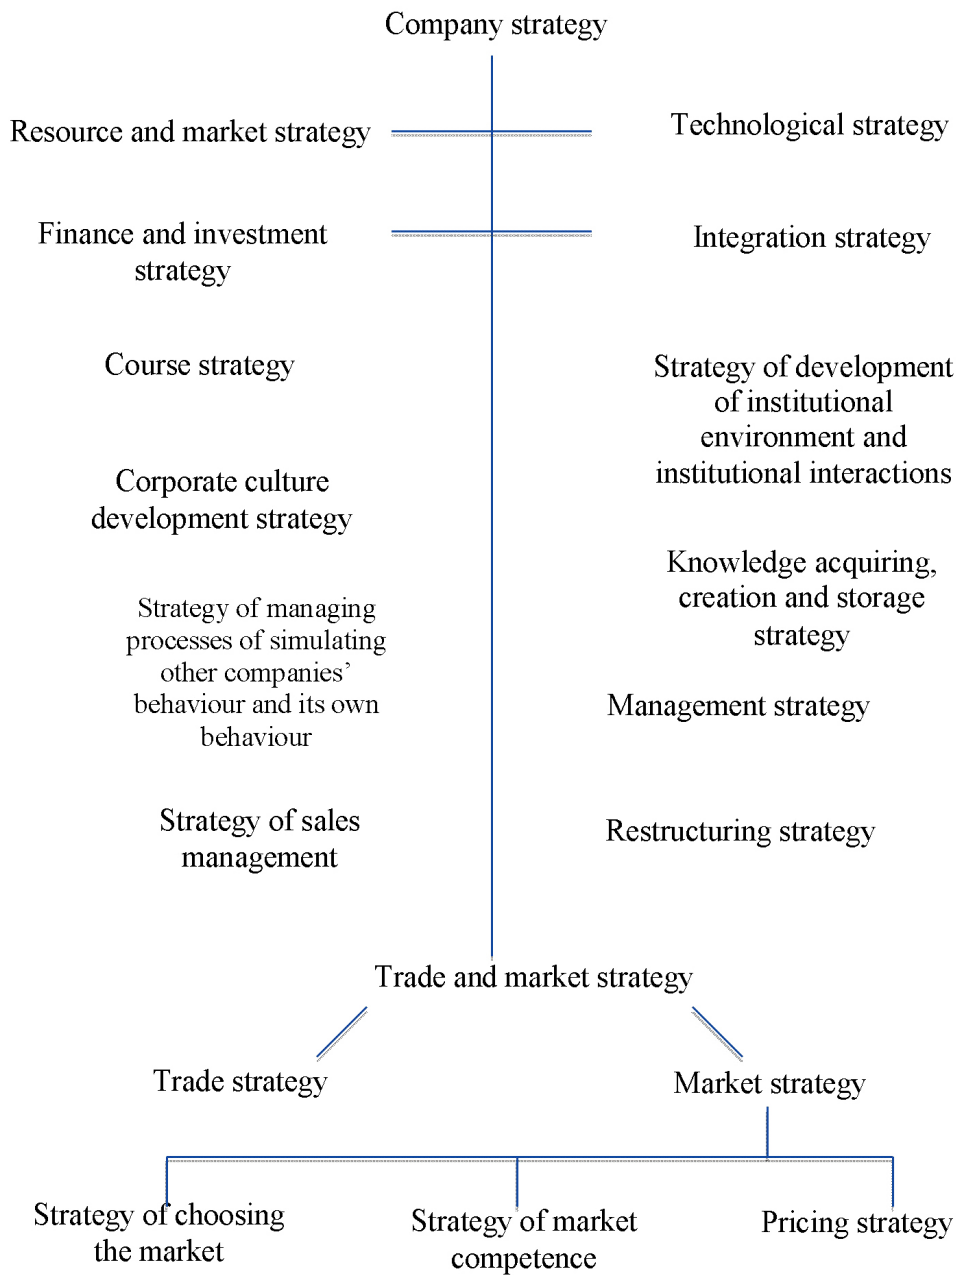 Company strategy
Resource and market strategy
Technological strategy
Finance and investment
strategy
Integration strategy
Course strategy
Strategy of development
of institutional
environment and
institutional interactions
Corporate culture
development strategy
Knowledge acquiring,
creation and storage
strategy
Strategy of managing
processes of simulating
other companies’
behaviour and its own
behaviour
Management strategy
Strategy of sales
management
Restructuring strategy
Trade and market strategy
Trade strategy
Market strategy
Strategy of choosing
the market
Strategy of market
competence
Pricing strategy